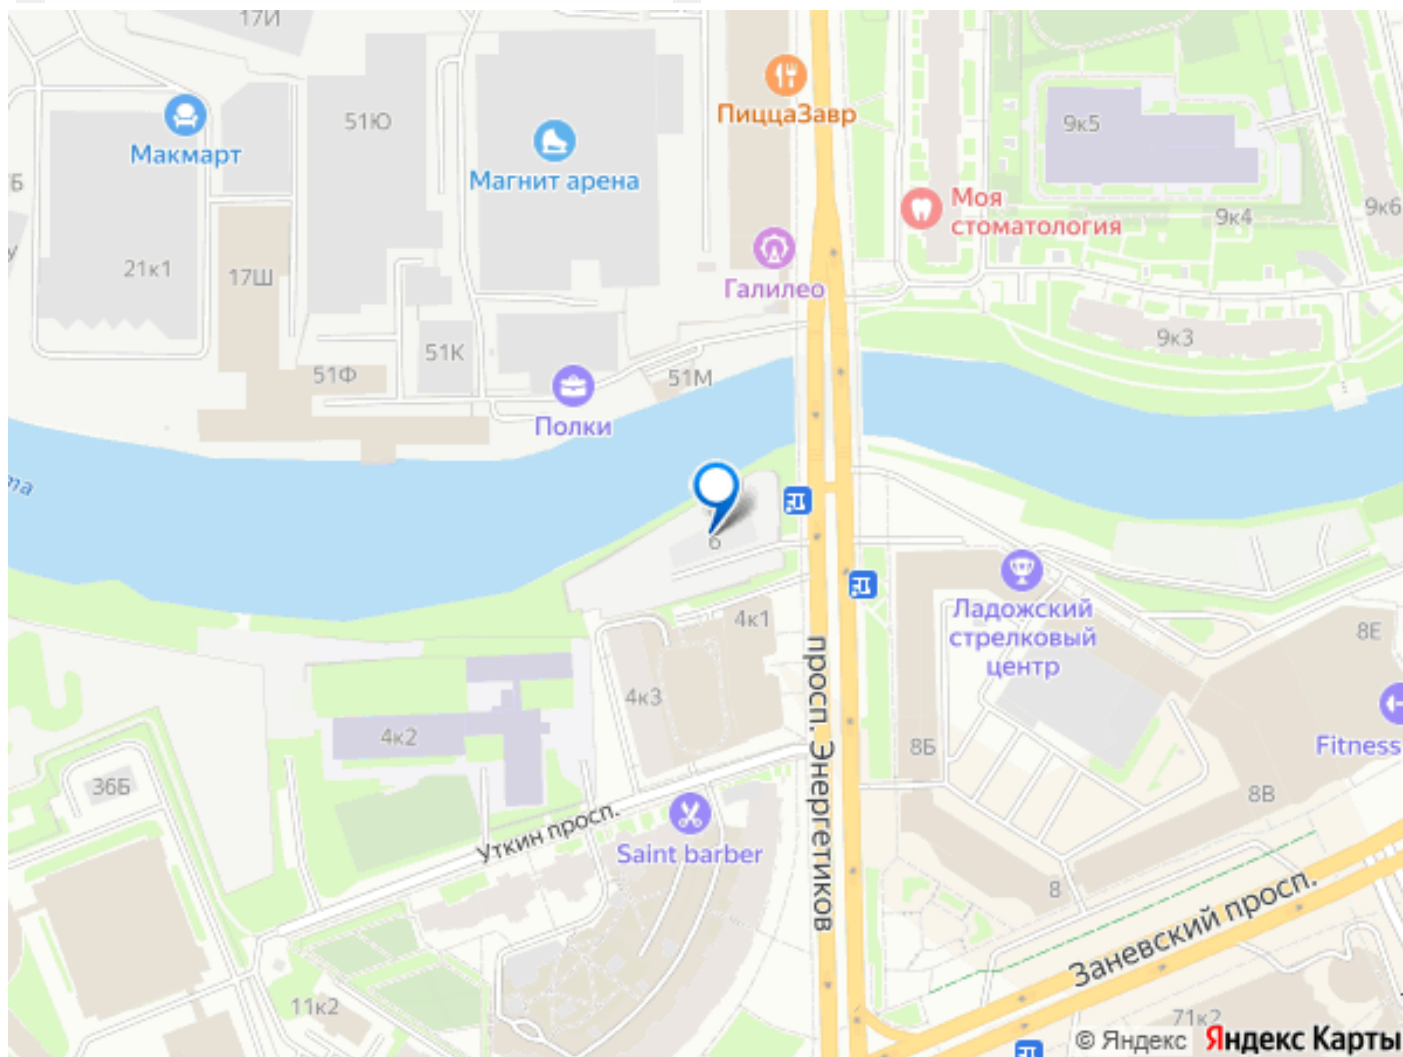 17И
Макмарт
51Ю
Магнит арена
ПиццаЗавр
9к5
Моя
стоматология
9к4
9к6
21к1
17Ш
Галилео
9к3
51К
51Ф
51М
Полки
6
4к1
Ладожский
стрелковый
центр
8Е
4к3
4к2
8Б
Fitness
36Б
8В
Уткин просп.
просп. Энергетиков
Saint barber
8
Заневский просп.
11к2
71к2
© Яндекс Яндекс Карты